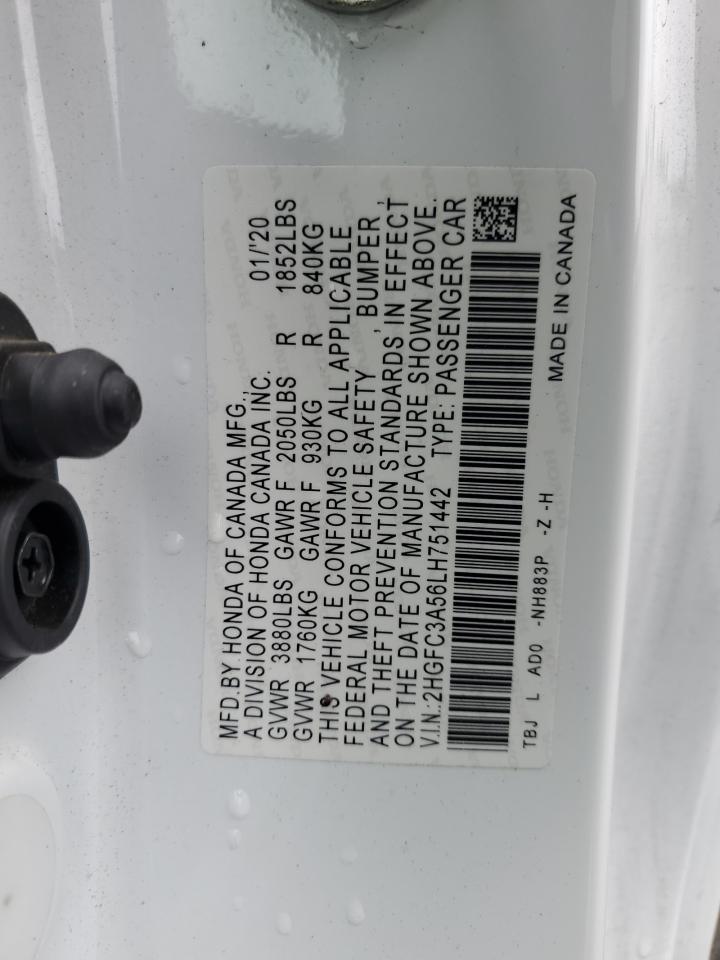 MFD.BY HONDA OF CANADA MFG., 01/'20
A DIVISION OF HONDA CANADA INC.
GVWR 3880LBS GAWR F 2050LBS R 1852LBS
GVWR 1760KG GAWR F 930KG R 840KG
THIS VEHICLE CONFORMS TO ALL APPLICABLE
FEDERAL MOTOR VEHICLE SAFETY , BUMPER ,
AND THEFT PREVENTION STANDARDS IN EFFECT
ON THE DATE OF MANUFACTURE SHOWN ABOVE.
V.I.N.:2HGFC3A56LH751442 TYPE: PASSENGER CAR
TBJ L AD0 -NH883P -Z -H MADE IN CANADA